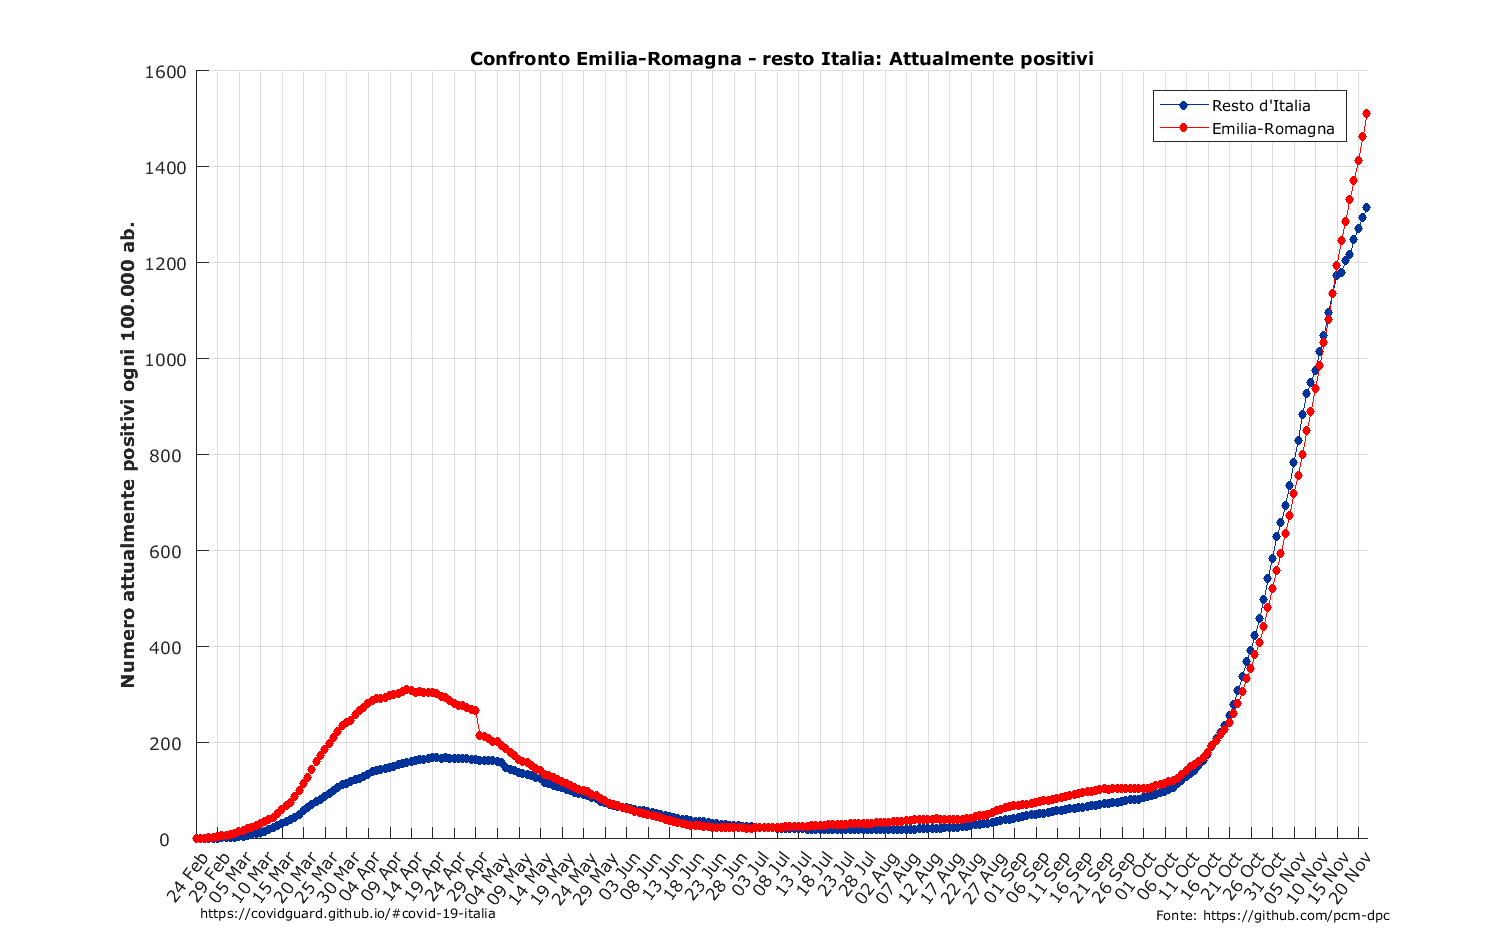 Confronto Emilia-Romagna - resto Italia: Attualmente positivi
Resto d'Italia
Emilia-Romagna
Numero attualmente positivi ogni 100.000 ab.
1600
1400
1200
1000
800
600
400
200
0
24 Feb
29 Feb
05 Mar
10 Mar
15 Mar
20 Mar
25 Mar
30 Mar
04 Apr
09 Apr
14 Apr
19 Apr
24 Apr
29 Apr
04 May
09 May
14 May
19 May
24 May
29 May
03 Jun
08 Jun
13 Jun
18 Jun
23 Jun
28 Jun
03 Jul
08 Jul
13 Jul
18 Jul
23 Jul
28 Jul
02 Aug
07 Aug
12 Aug
17 Aug
22 Aug
27 Aug
01 Sep
06 Sep
11 Sep
16 Sep
21 Sep
26 Sep
01 Oct
06 Oct
11 Oct
16 Oct
21 Oct
26 Oct
31 Oct
05 Nov
10 Nov
15 Nov
20 Nov
https://covidguard.github.io/#covid-19-italia
Fonte: https://github.com/pcm-dpc